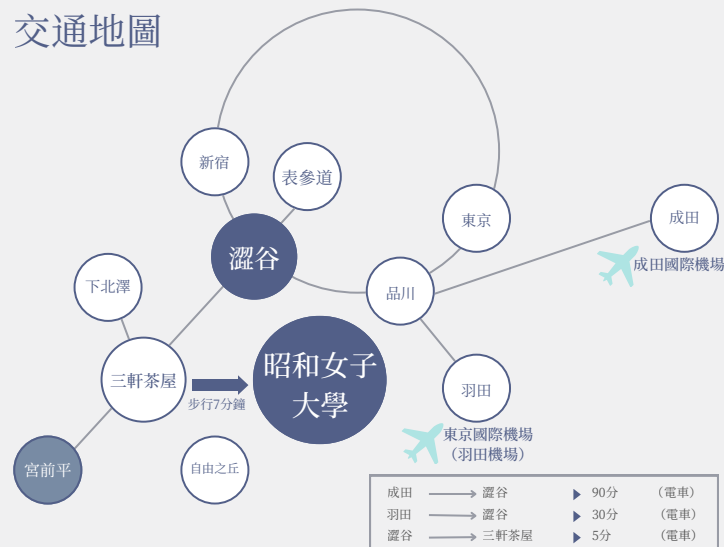 交通地圖
新宿
表參道
東京
成田
成田國際機場
澀谷
下北澤
品川
三軒茶屋
步行7分鐘
昭和女子
大學
羽田
東京國際機場
（羽田機場）
宮前平
自由之丘
成田 → 澀谷 ▶ 90分 （電車）
羽田 → 澀谷 ▶ 30分 （電車）
澀谷 → 三軒茶屋 ▶ 5分 （電車）